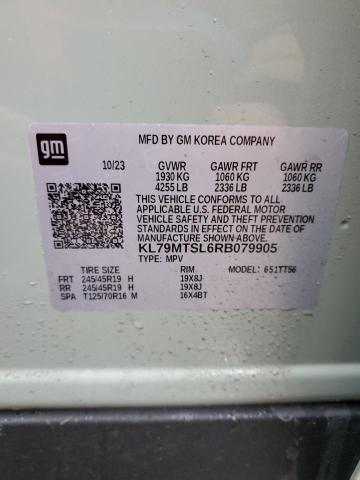 gm
MFD BY GM KOREA COMPANY
10/23 GVWR GAWR FRT GAWR RR
1930 KG 1060 KG 1060 KG
4255 LB 2336 LB 2336 LB
THIS VEHICLE CONFORMS TO ALL
APPLICABLE U.S. FEDERAL MOTOR
VEHICLE SAFETY AND THEFT PREVENTION
STANDARDS IN EFFECT ON THE DATE OF
MANUFACTURE SHOWN ABOVE.
KL79MTSL6RB079905
TYPE: MPV
TIRE SIZE RIM MODEL: 651TT56
FRT 245/45R19 H 19X8J
RR 245/45R19 H 19X8J
SPA T125/70R16 M 16X4BT